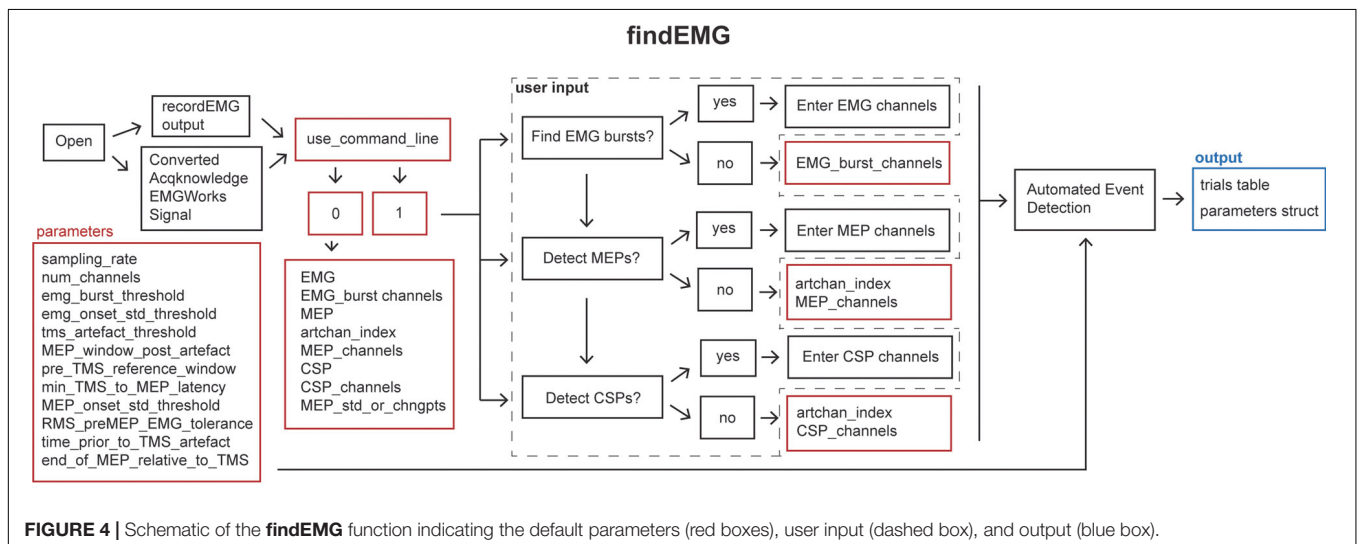 findEMG
Open
recordEMG
output
Converted
Acqknowledge
EMGWorks
Signal
use_command_line
0
1
parameters
sampling_rate
num_channels
emg_burst_threshold
emg_onset_std_threshold
tms_artefact_threshold
MEP_window_post_artefact
pre_TMS_reference_window
min_TMS_to_MEP_latency
MEP_onset_std_threshold
RMS_preMEP_EMG_tolerance
time_prior_to_TMS_artefact
end_of_MEP_relative_to_TMS
EMG
EMG_burst channels
MEP
artchan_index
MEP_channels
CSP
CSP_channels
MEP_std_or_chngpts
user input
Find EMG bursts?
yes
Enter EMG channels
no
EMG_burst_channels
Detect MEPs?
yes
Enter MEP channels
no
artchan_index
MEP_channels
Detect CSPs?
yes
Enter CSP channels
no
artchan_index
CSP_channels
Automated Event
Detection
output
trials table
parameters struct
FIGURE 4 | Schematic of the findEMG function indicating the default parameters (red boxes), user input (dashed box), and output (blue box).